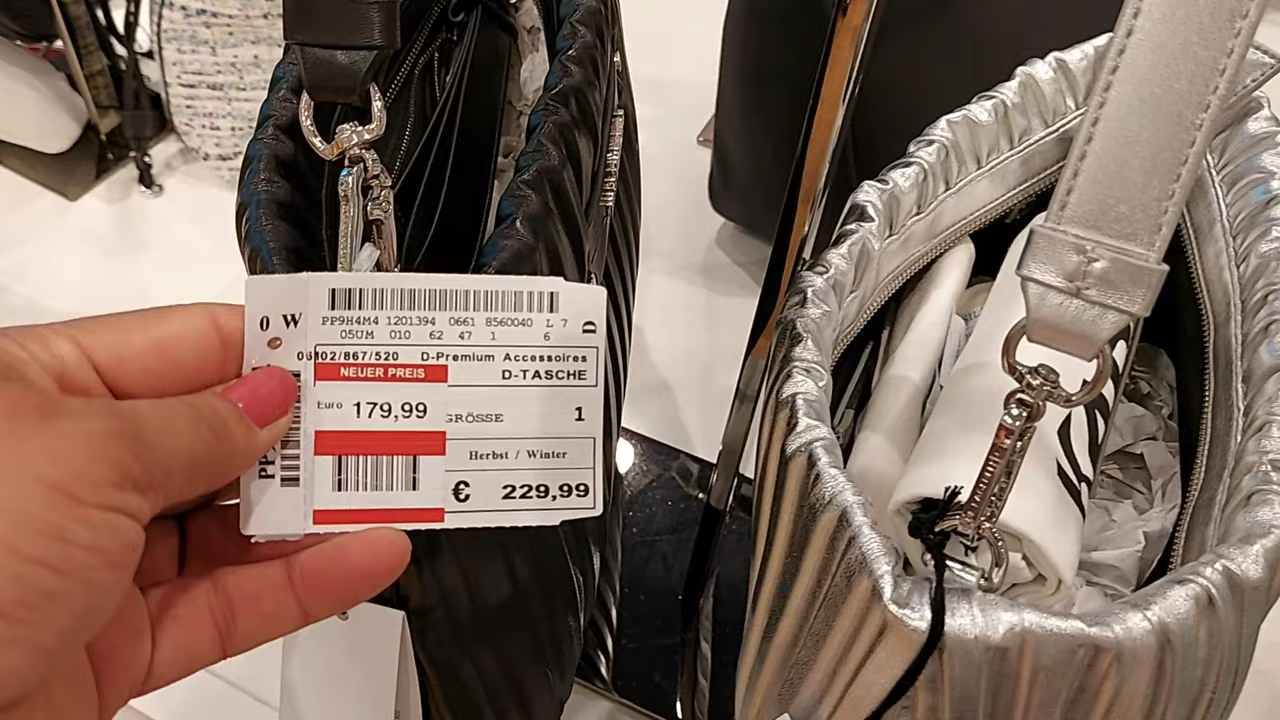 0 W
PP9H4M4 1201394 0661 8560040 L 7
05UM 010 62 47 1 6
D
06102/867/520 D-Premium Accessoires
NEUER PREIS
D-TASCHE
Euro 179,99
GRÖSSE 1
Herbst / Winter
€ 229,99